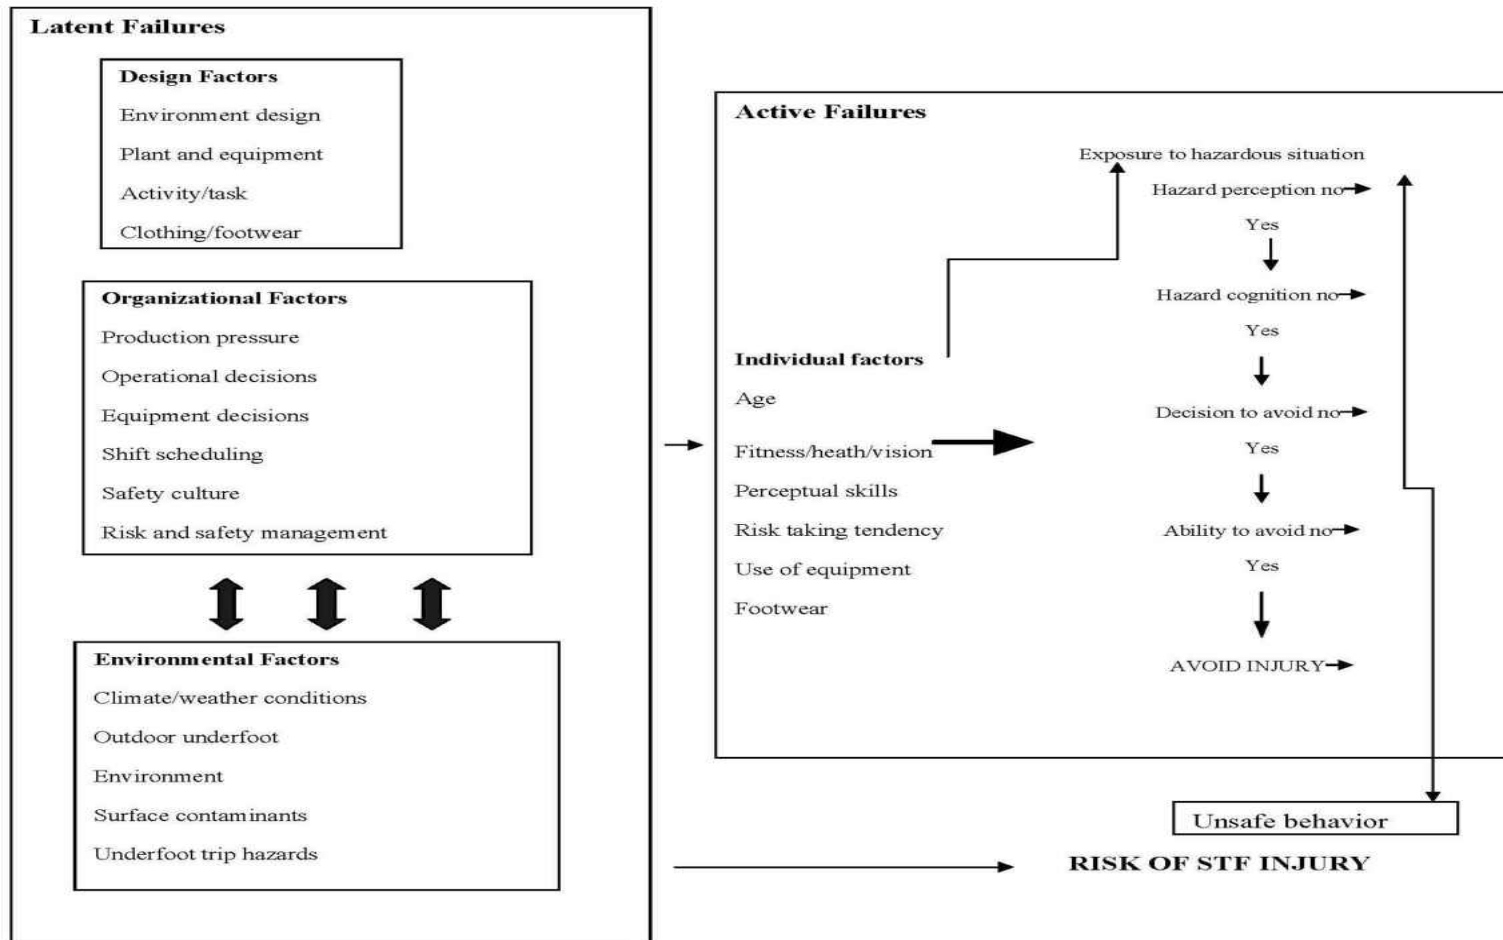 Latent Failures
Design Factors
Environment design
Plant and equipment
Activity/task
Clothing/footwear
Organizational Factors
Production pressure
Operational decisions
Equipment decisions
Shift scheduling
Safety culture
Risk and safety management
Environmental Factors
Climate/weather conditions
Outdoor underfoot
Environment
Surface contaminants
Underfoot trip hazards
Active Failures
Individual factors
Age
Fitness/heath/vision
Perceptual skills
Risk taking tendency
Use of equipment
Footwear
Exposure to hazardous situation
Hazard perception no
Yes
Hazard cognition no
Yes
Decision to avoid no
Yes
Ability to avoid no
Yes
AVOID INJURY
Unsafe behavior
RISK OF STF INJURY